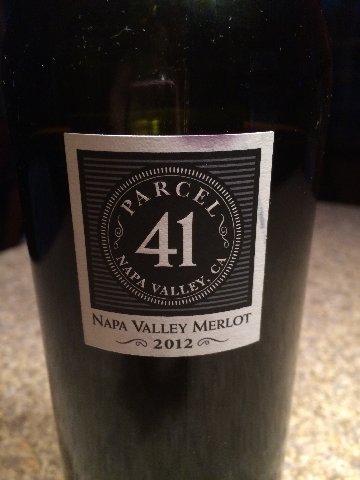 PARCEL
41
NAPA VALLEY, CA
NAPA VALLEY MERLOT
2012